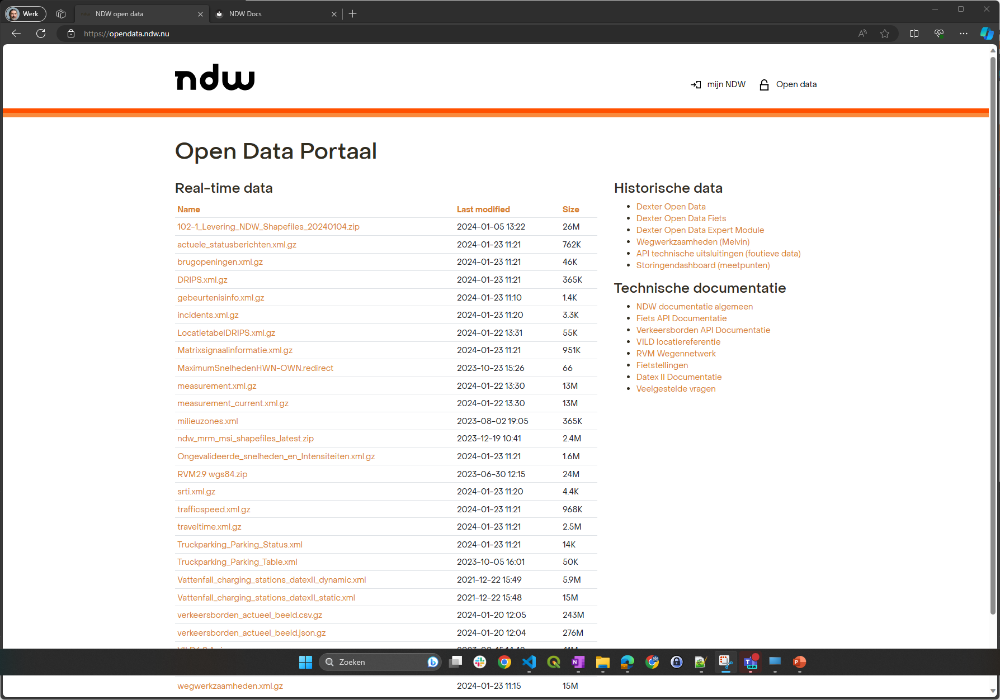 Werk
NDW open data
NDW Docs
https://opendata.ndw.nu
ndw
mijn NDW
Open data
Open Data Portaal
Real-time data
Name Last modified Size
102-1_Levering_NDW_Shapefiles_20240104.zip 2024-01-05 13:22 26M
actuele_statusberichten.xml.gz 2024-01-23 11:21 762K
brugopeningen.xml.gz 2024-01-23 11:21 46K
DRIPS.xml.gz 2024-01-23 11:21 365K
gebeurtenisinfo.xml.gz 2024-01-23 11:10 1.4K
incidents.xml.gz 2024-01-23 11:20 3.3K
LocatietabelDRIPS.xml.gz 2024-01-22 13:31 55K
Matrixsignaalinformatie.xml.gz 2024-01-23 11:21 951K
MaximumSnelhedenHWN-OWN.redirect 2023-10-23 15:26 66
measurement.xml.gz 2024-01-22 13:30 13M
measurement_current.xml.gz 2024-01-22 13:30 13M
milieuzones.xml 2023-08-02 19:05 365K
ndw_mrm_msi_shapefiles_latest.zip 2023-12-19 10:41 2.4M
Ongevalideerde_snelheden_en_Intensiteiten.xml.gz 2024-01-23 11:21 1.6M
RVM2.9 wgs84.zip 2023-06-30 12:15 24M
srti.xml.gz 2024-01-23 11:20 4.4K
trafficspeed.xml.gz 2024-01-23 11:21 968K
traveltime.xml.gz 2024-01-23 11:21 2.5M
Truckparking_Parking_Status.xml 2024-01-23 11:21 14K
Truckparking_Parking_Table.xml 2023-10-05 16:01 50K
Vattenfall_charging_stations_datexII_dynamic.xml 2021-12-22 15:49 5.9M
Vattenfall_charging_stations_datexII_static.xml 2021-12-22 15:48 15M
verkeersborden_actueel_beeld.csv.gz 2024-01-20 12:05 243M
verkeersborden_actueel_beeld.json.gz 2024-01-20 12:04 276M
wegwerkzaamheden.xml.gz 2024-01-23 11:15 15M
Historische data
Dexter Open Data
Dexter Open Data Fiets
Dexter Open Data Expert Module
Wegwerkzaamheden (Melvin)
API technische uitsluitingen (foutieve data)
Storingendashboard (meetpunten)
Technische documentatie
NDW documentatie algemeen
Fiets API Documentatie
Verkeersborden API Documentatie
VILD locatiereferentie
RVM Wegennetwerk
Fietstellingen
Datex II Documentatie
Veelgestelde vragen
Zoeken
NEW